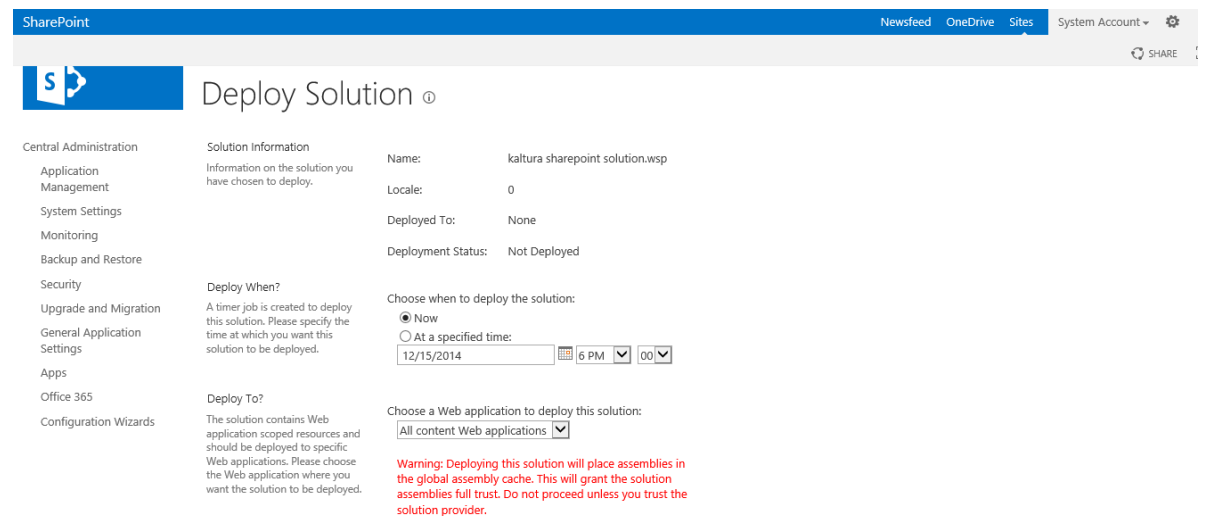 SharePoint
Newsfeed OneDrive Sites System Account
SHARE
S
Deploy Solution
Central Administration
Application
Management
System Settings
Monitoring
Backup and Restore
Security
Upgrade and Migration
General Application
Settings
Apps
Office 365
Configuration Wizards
Solution Information
Information on the solution you
have chosen to deploy.
Name: kaltura sharepoint solution.wsp
Locale: 0
Deployed To: None
Deployment Status: Not Deployed
Deploy When?
A timer job is created to deploy
this solution. Please specify the
time at which you want this
solution to be deployed.
Choose when to deploy the solution:
Now
At a specified time:
12/15/2014 6 PM 00
Deploy To?
The solution contains Web
application scoped resources and
should be deployed to specific
Web applications. Please choose
the Web application where you
want the solution to be deployed.
Choose a Web application to deploy this solution:
All content Web applications
Warning: Deploying this solution will place assemblies in
the global assembly cache. This will grant the solution
assemblies full trust. Do not proceed unless you trust the
solution provider.